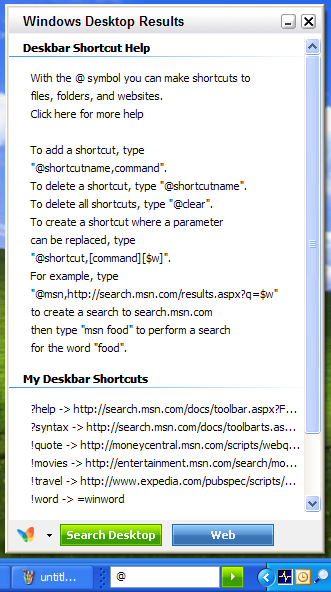 Windows Desktop Results
Deskbar Shortcut Help
With the @ symbol you can make shortcuts to
files, folders, and websites.
Click here for more help
To add a shortcut, type
"@shortcutname,command".
To delete a shortcut, type "@shortcutname".
To delete all shortcuts, type "@clear".
To create a shortcut where a parameter
can be replaced, type
"@shortcut,[command][$w]".
For example, type
"@msn,http://search.msn.com/results.aspx?q=$w"
to create a search to search.msn.com
then type "msn food" to perform a search
for the word "food".
My Deskbar Shortcuts
?help -> http://search.msn.com/docs/toolbar.aspx?F...
?syntax -> http://search.msn.com/docs/toolbarts.as...
!quote -> http://moneycentral.msn.com/scripts/webq...
!movies -> http://entertainment.msn.com/search/mo...
!travel -> http://www.expedia.com/pubspec/scripts/...
!word -> =winword
Search Desktop Web
untitl... @